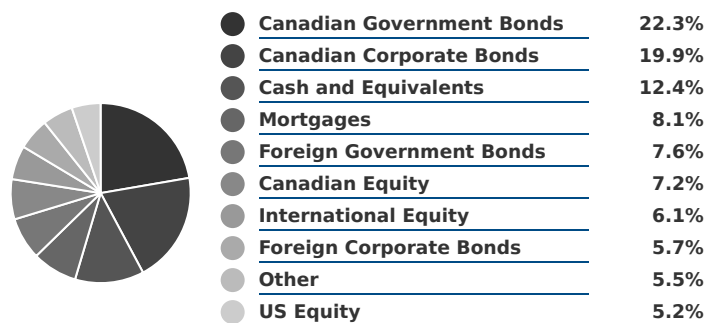 Canadian Government Bonds 22.3%
Canadian Corporate Bonds 19.9%
Cash and Equivalents 12.4%
Mortgages 8.1%
Foreign Government Bonds 7.6%
Canadian Equity 7.2%
International Equity 6.1%
Foreign Corporate Bonds 5.7%
Other 5.5%
US Equity 5.2%